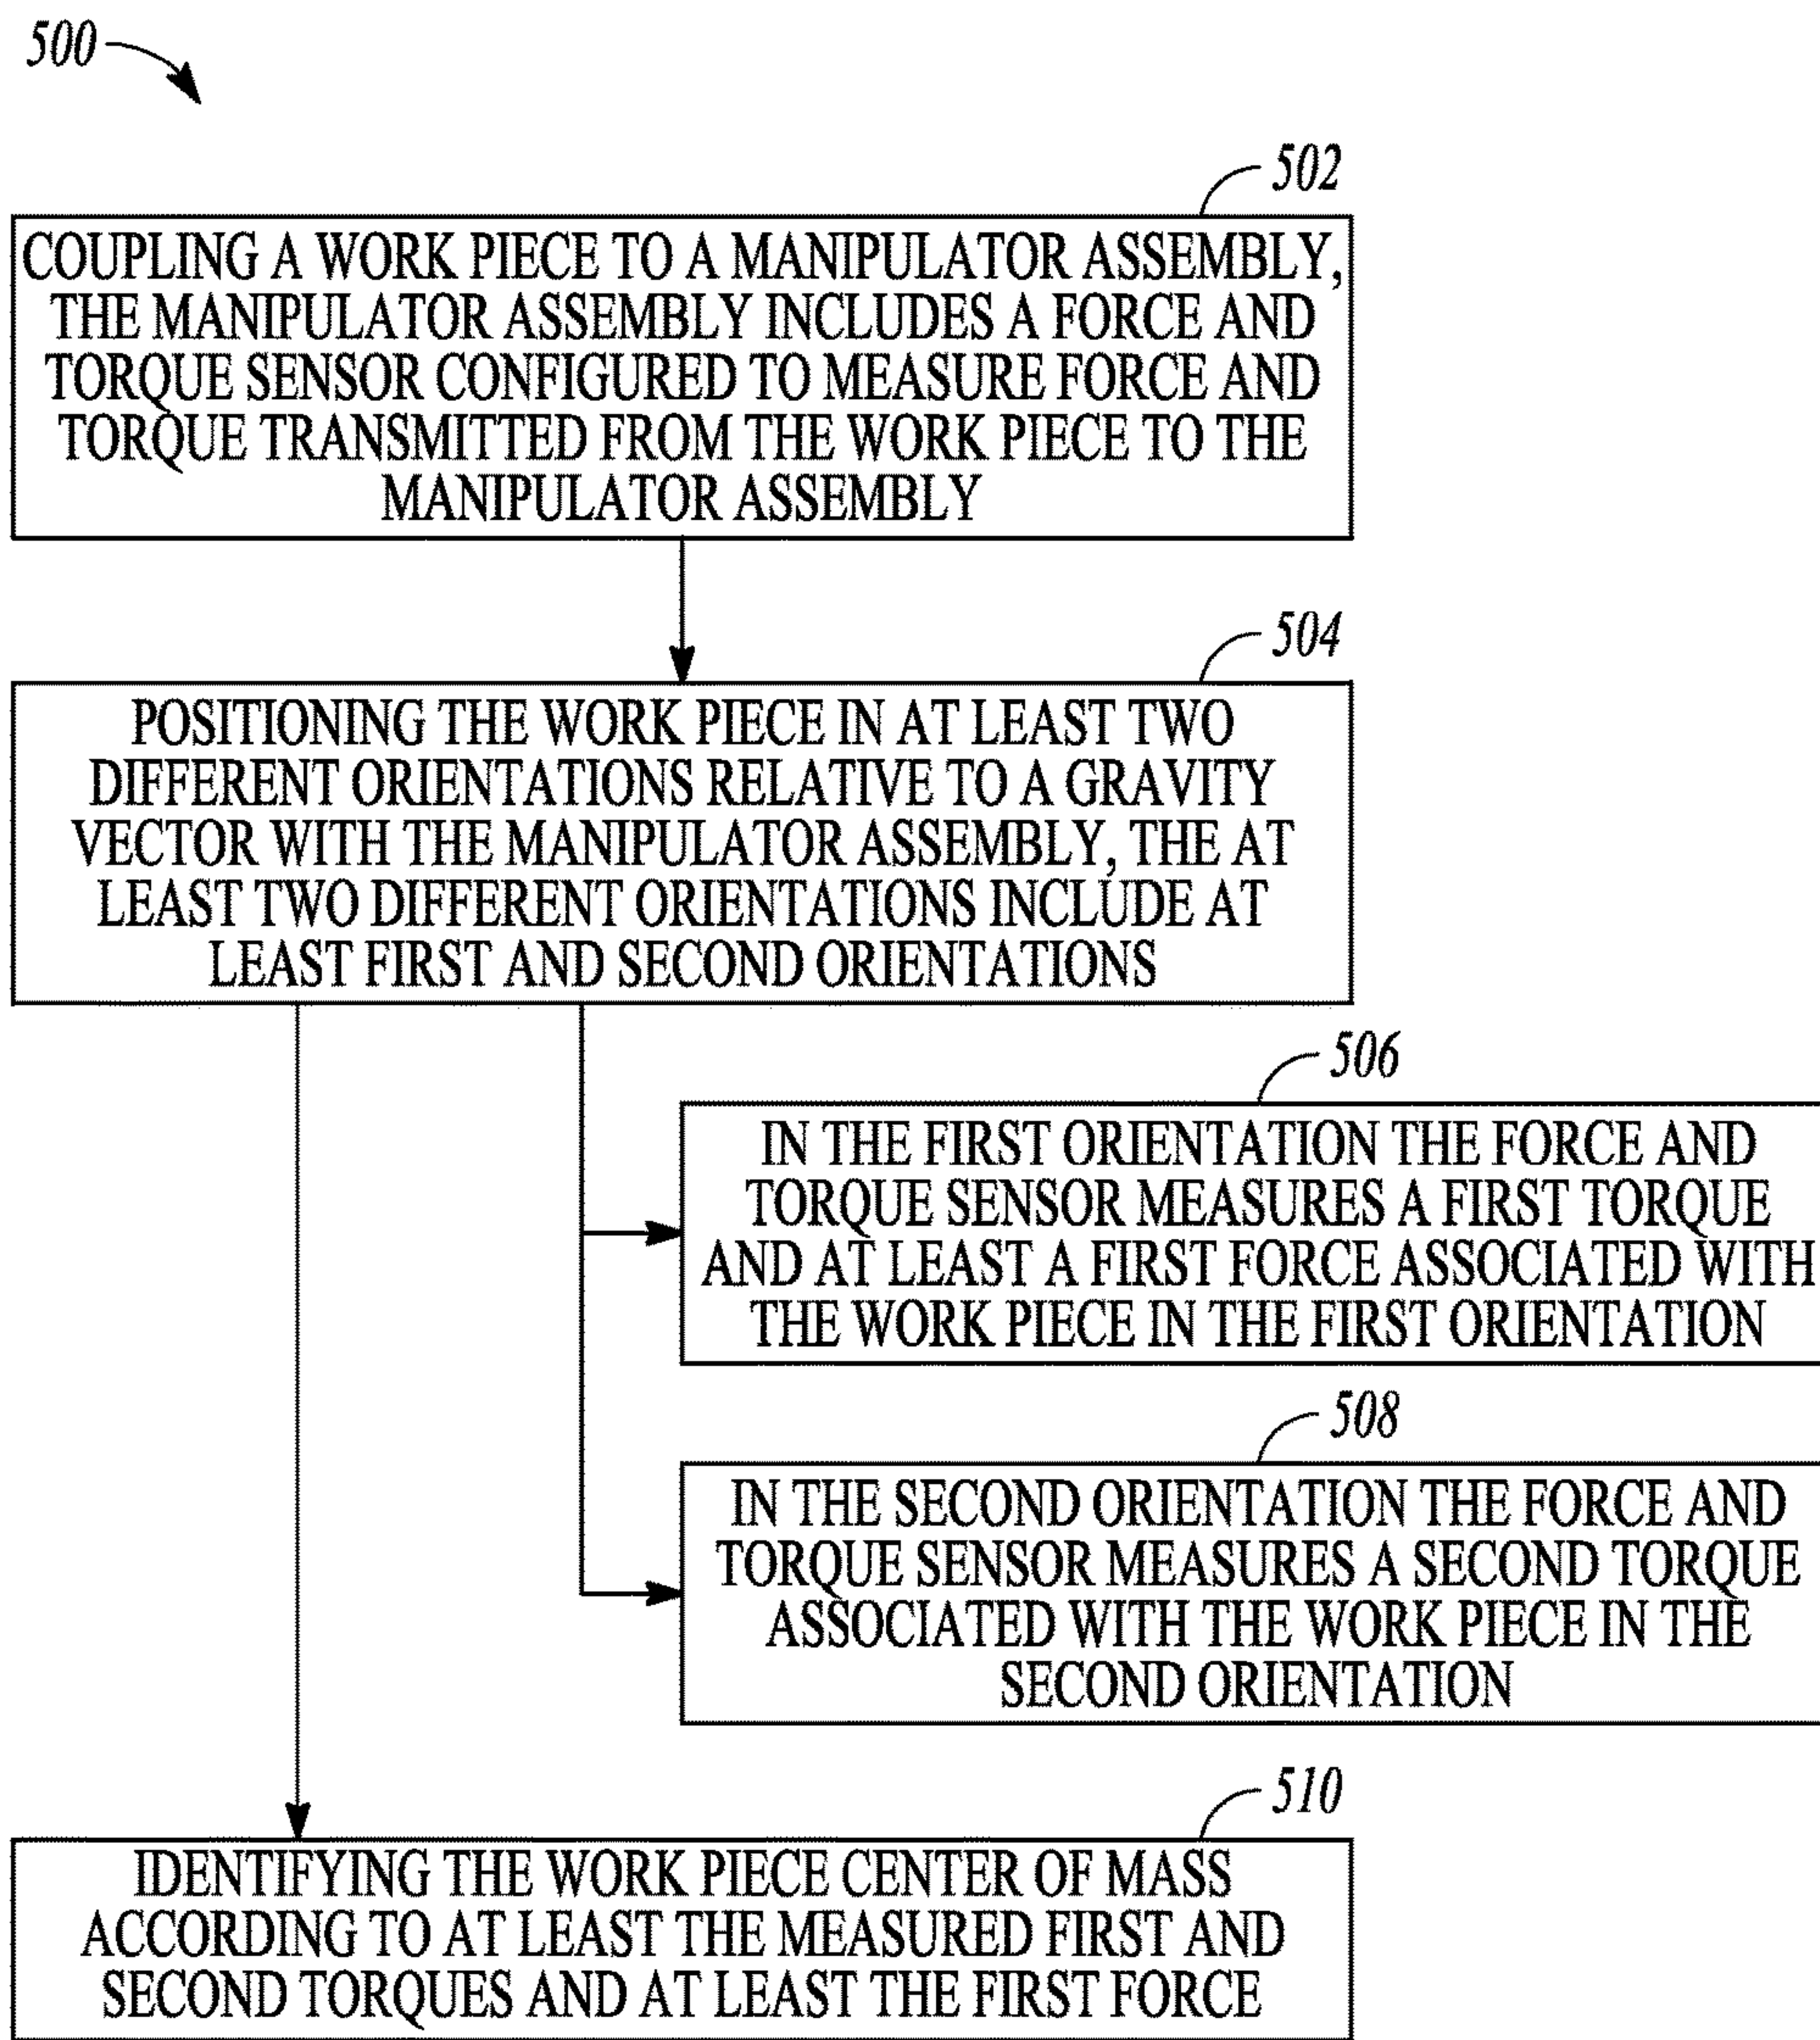 500
502
COUPLING A WORK PIECE TO A MANIPULATOR ASSEMBLY,
THE MANIPULATOR ASSEMBLY INCLUDES A FORCE AND
TORQUE SENSOR CONFIGURED TO MEASURE FORCE AND
TORQUE TRANSMITTED FROM THE WORK PIECE TO THE
MANIPULATOR ASSEMBLY
504
POSITIONING THE WORK PIECE IN AT LEAST TWO
DIFFERENT ORIENTATIONS RELATIVE TO A GRAVITY
VECTOR WITH THE MANIPULATOR ASSEMBLY, THE AT
LEAST TWO DIFFERENT ORIENTATIONS INCLUDE AT
LEAST FIRST AND SECOND ORIENTATIONS
506
IN THE FIRST ORIENTATION THE FORCE AND
TORQUE SENSOR MEASURES A FIRST TORQUE
AND AT LEAST A FIRST FORCE ASSOCIATED WITH
THE WORK PIECE IN THE FIRST ORIENTATION
508
IN THE SECOND ORIENTATION THE FORCE AND
TORQUE SENSOR MEASURES A SECOND TORQUE
ASSOCIATED WITH THE WORK PIECE IN THE
SECOND ORIENTATION
510
IDENTIFYING THE WORK PIECE CENTER OF MASS
ACCORDING TO AT LEAST THE MEASURED FIRST AND
SECOND TORQUES AND AT LEAST THE FIRST FORCE